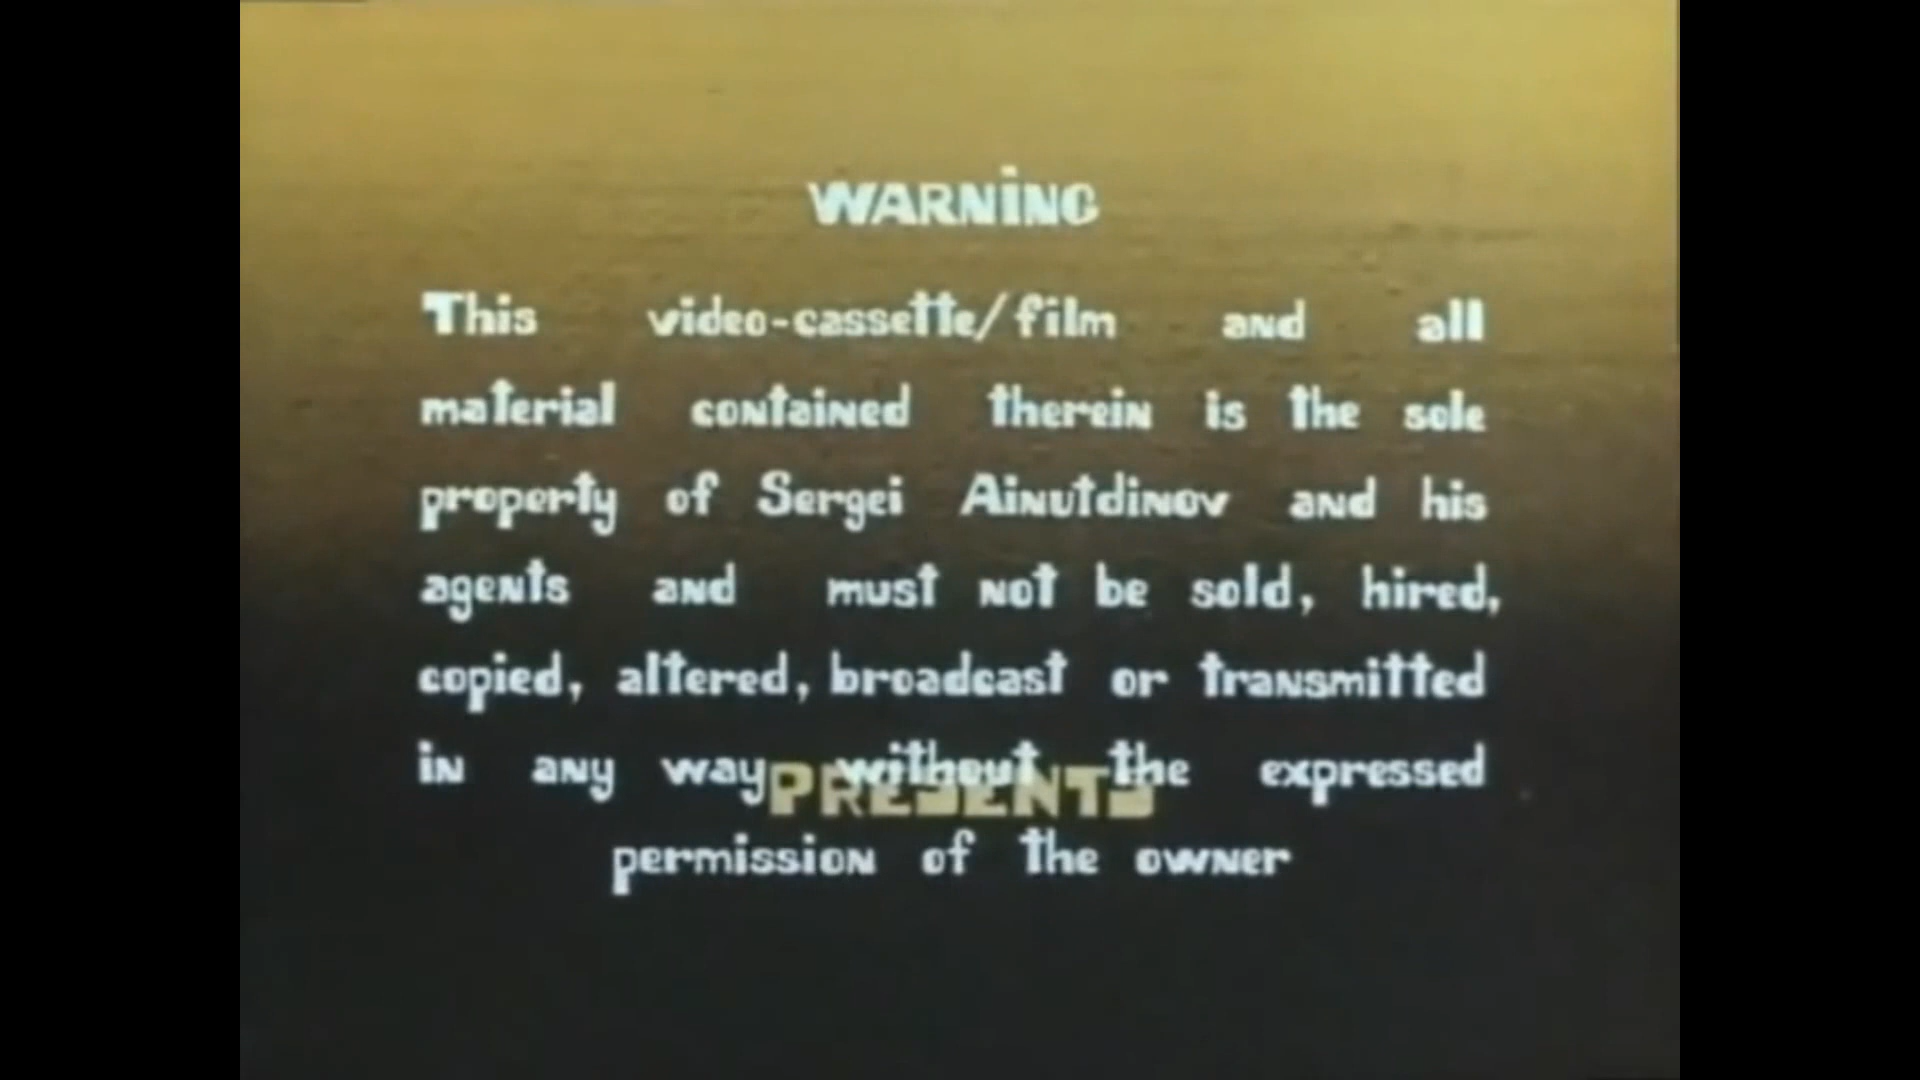 WARNiNG
This video-cassette/film and all
material contained therein is the sole
property of Sergei Ainutdinov and his
agents and must not be sold, hired,
copied, altered, broadcast or transmitted
in any way without the expressed
PRESENTS
permission of the owner